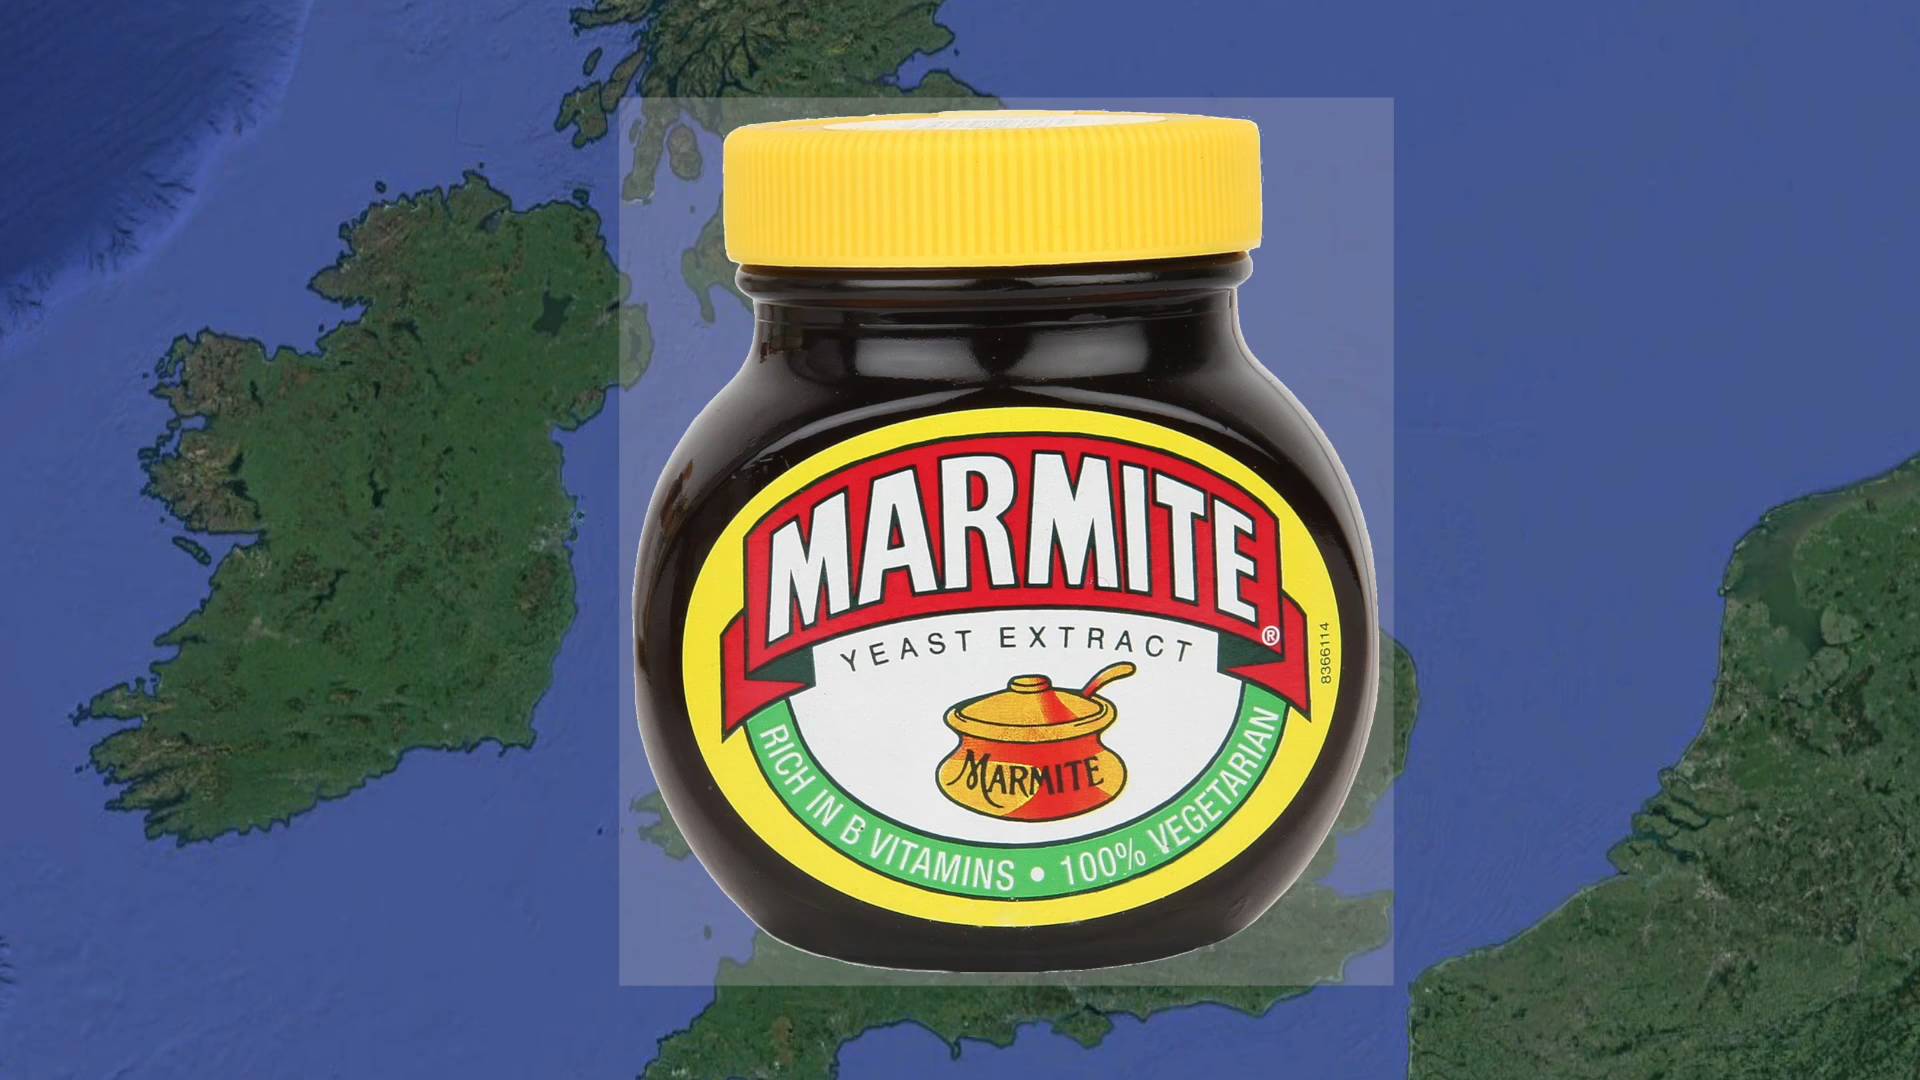 MARMITE
®
YEAST EXTRACT
MARMITE
RICH IN B VITAMINS • 100% VEGETARIAN
8366114